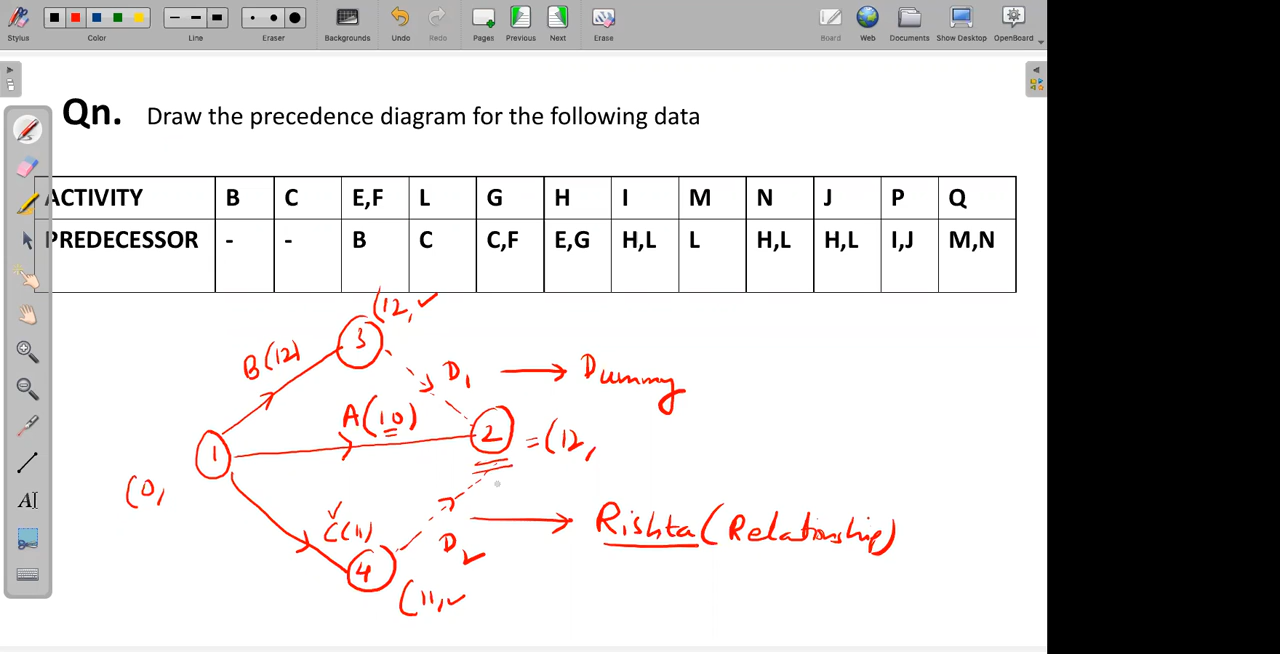 Stylus Color Line Eraser Backgrounds Undo Redo Pages Previous Next Erase Board Web Documents Show Desktop OpenBoard
Qn. Draw the precedence diagram for the following data
ACTIVITY B C E,F L G H I M N J P Q
PREDECESSOR - - B C C,F E,G H,L L H,L H,L I,J M,N
(12,
3
B(12)
D1 Dummy
A(10)
2 =(12,
1
(0,
C(11) Rishta (Relationship)
D2
4
(11,
AI